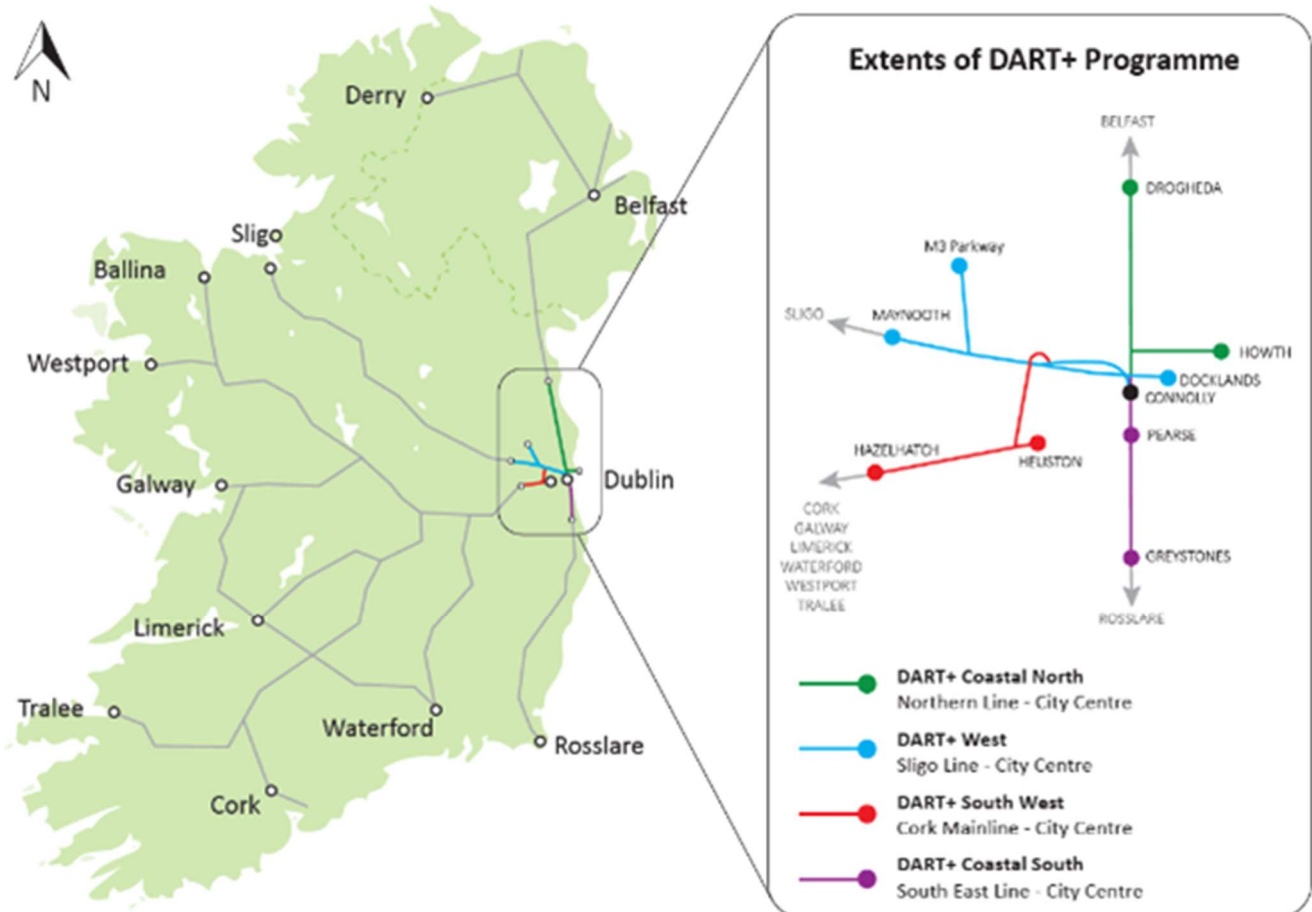 N
Derry
Belfast
Sligo
Ballina
Westport
Galway
Dublin
Limerick
Tralee
Waterford
Rosslare
Cork
Extents of DART+ Programme
BELFAST
DROGHEDA
M3 Parkway
SLIGO
MAYNOOTH
HOWTH
DOCKLANDS
CONNOLLY
PEARSE
HAZELHATCH
HEUSTON
CORK
GALWAY
LIMERICK
WATERFORD
WESTPORT
TRALEE
GREYSTONES
ROSSLARE
DART+ Coastal North
Northern Line - City Centre
DART+ West
Sligo Line - City Centre
DART+ South West
Cork Mainline - City Centre
DART+ Coastal South
South East Line - City Centre